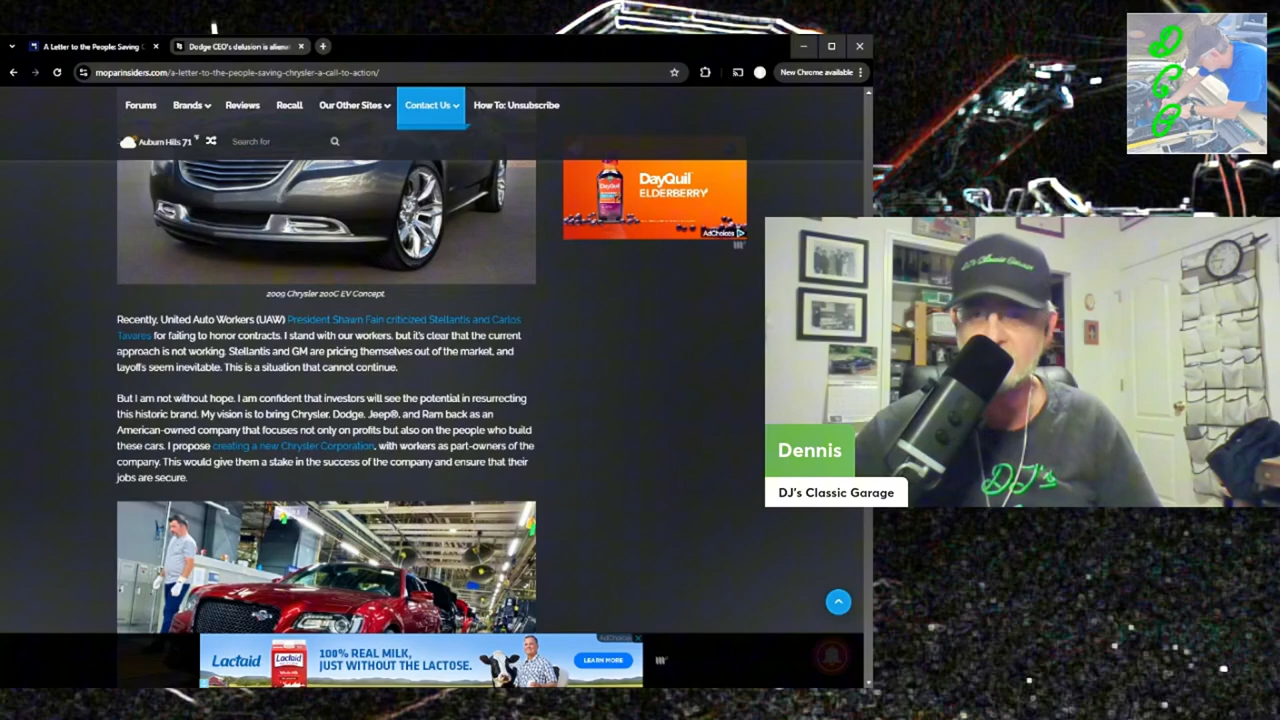 A Letter to the People: Saving C
Dodge CEO's delusion is aliena
moparinsiders.com/a-letter-to-the-people-saving-chrysler-a-call-to-action/
New Chrome available
Forums Brands Reviews Recall Our Other Sites Contact Us How To: Unsubscribe
Auburn Hills 71 °F Search for
DayQuil
ELDERBERRY
AdChoices
2009 Chrysler 200C EV Concept.
Recently, United Auto Workers (UAW) President Shawn Fain criticized Stellantis and Carlos
Tavares for failing to honor contracts. I stand with our workers, but it's clear that the current
approach is not working. Stellantis and GM are pricing themselves out of the market, and
layoffs seem inevitable. This is a situation that cannot continue.
But I am not without hope. I am confident that investors will see the potential in resurrecting
this historic brand. My vision is to bring Chrysler, Dodge, Jeep®, and Ram back as an
American-owned company that focuses not only on profits but also on the people who build
these cars. I propose creating a new Chrysler Corporation, with workers as part-owners of the
company. This would give them a stake in the success of the company and ensure that their
jobs are secure.
AdChoices
Lactaid
Lactaid
100% REAL MILK,
JUST WITHOUT THE LACTOSE.
LEARN MORE
DGG
DJ's Classic Garage
DJ's
Dennis
DJ's Classic Garage